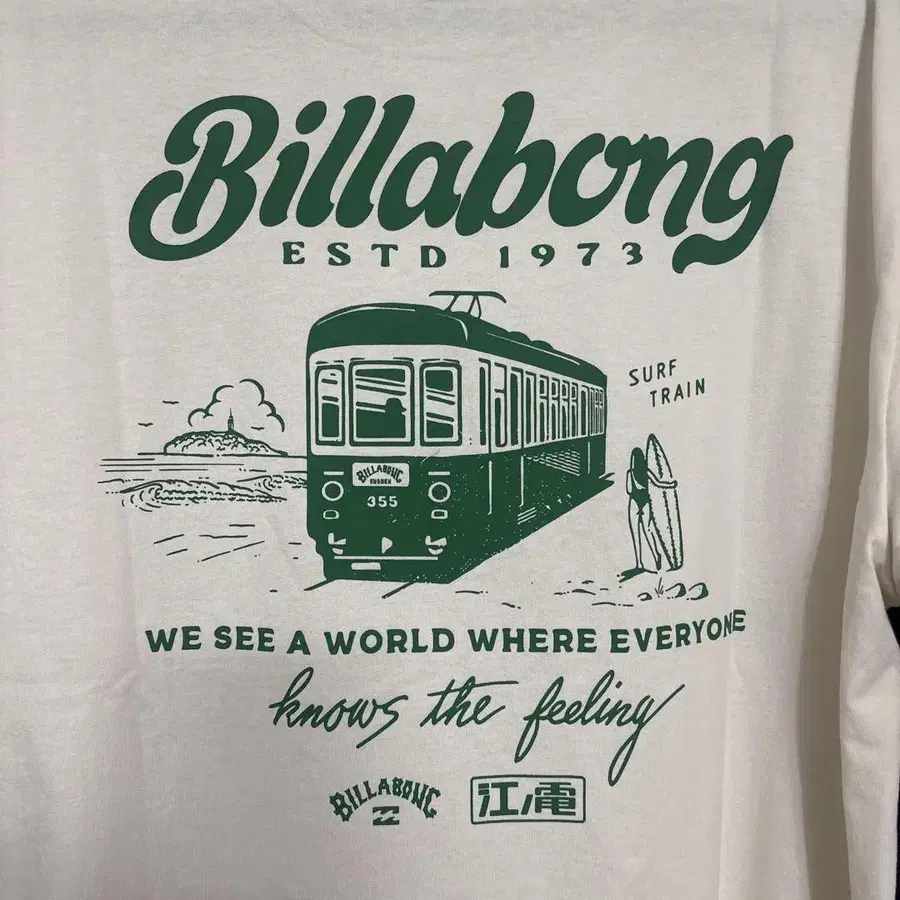 Billabong
ESTD 1973
SURF
TRAIN
BILLABONG
355
WE SEE A WORLD WHERE EVERYONE
knows the feeling
BILLABONG
江ノ電